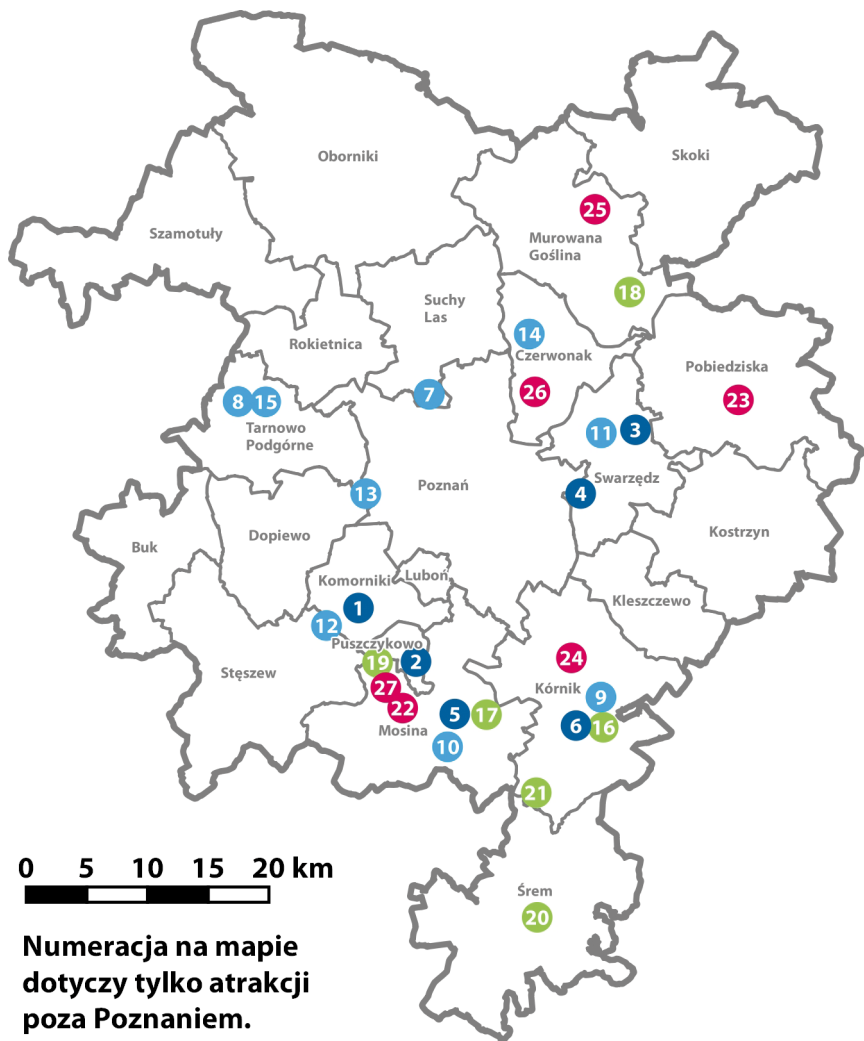 Oborniki
Skoki
25
Szamotuły
Murowana
Goślina
18
Suchy
Las
14
Rokietnica
Czerwonak
Pobiedziska
8 15
7
26
23
Tarnowo
Podgórne
11
3
Swarzędz
13
Poznań
4
Kostrzyn
Buk
Dopiewo
Luboń
Komorniki
Kleszczewo
1
12
Puszczykowo
19
2
24
Stęszew
27
Kórnik
9
22
5
17
Mosina
6
16
10
21
0 5 10 15 20 km
Śrem
20
Numeracja na mapie
dotyczy tylko atrakcji
poza Poznaniem.